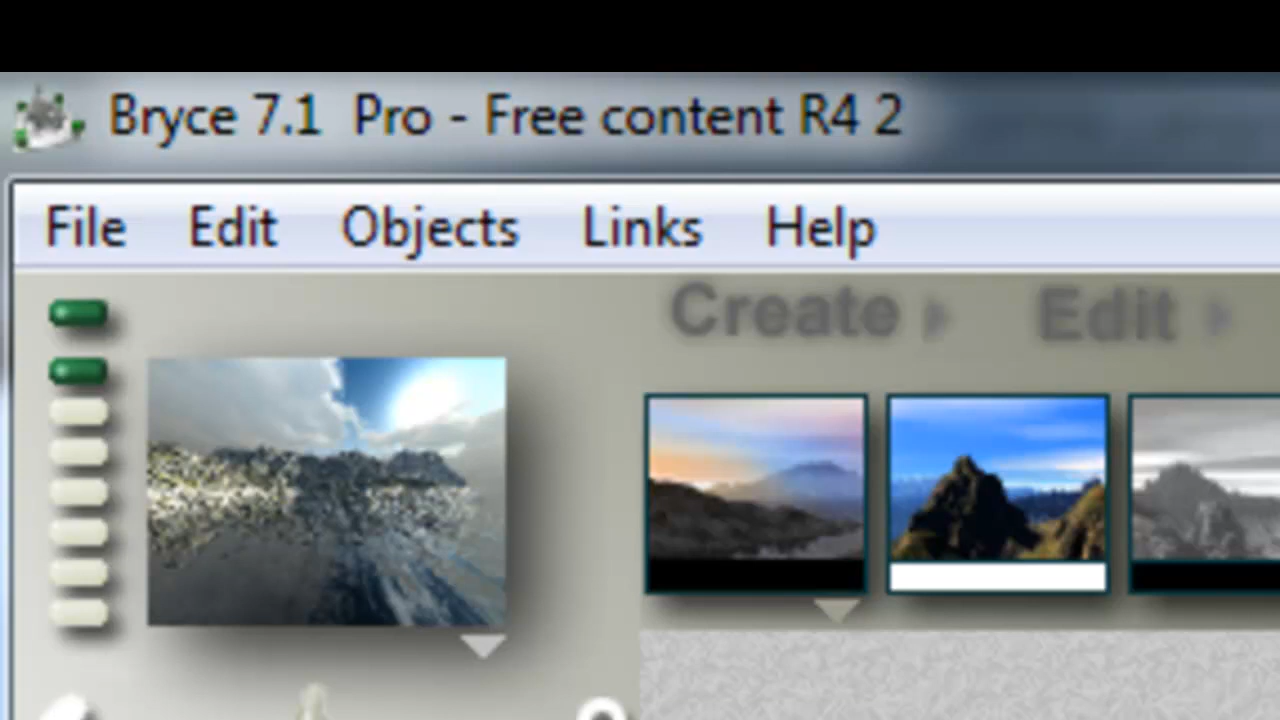 Bryce 7.1 Pro - Free content R4 2
File Edit Objects Links Help
Create Edit